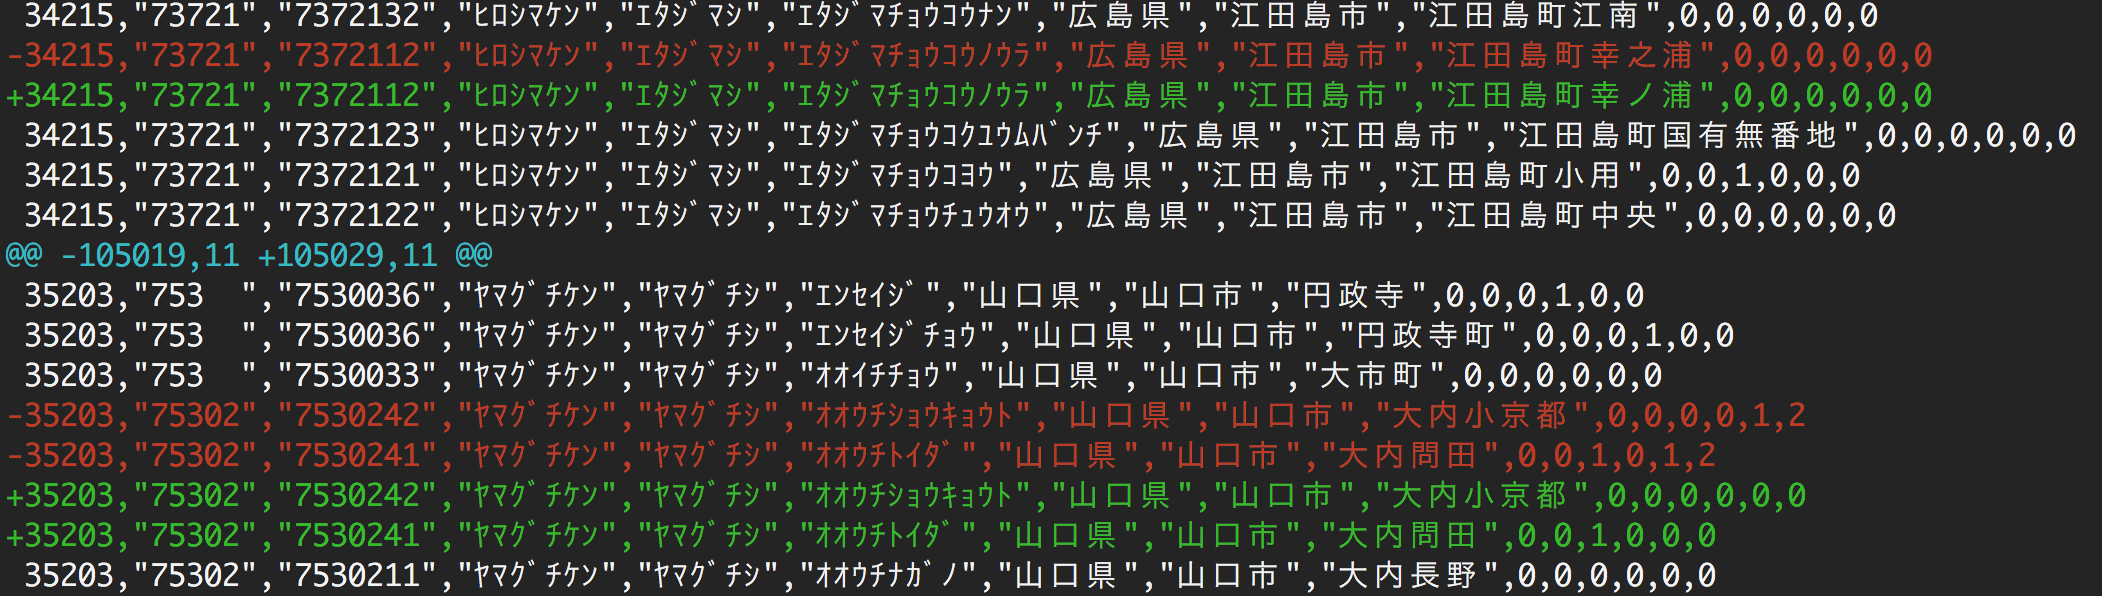 34215,"73721","7372132","ﾋﾛｼﾏｹﾝ","ｴﾀｼﾞﾏｼ","ｴﾀｼﾞﾏﾁｮｳｺｳﾅﾝ","広島県","江田島市","江田島町江南",0,0,0,0,0,0
-34215,"73721","7372112","ﾋﾛｼﾏｹﾝ","ｴﾀｼﾞﾏｼ","ｴﾀｼﾞﾏﾁｮｳｺｳﾉｳﾗ","広島県","江田島市","江田島町幸之浦",0,0,0,0,0,0
+34215,"73721","7372112","ﾋﾛｼﾏｹﾝ","ｴﾀｼﾞﾏｼ","ｴﾀｼﾞﾏﾁｮｳｺｳﾉｳﾗ","広島県","江田島市","江田島町幸ノ浦",0,0,0,0,0,0
 34215,"73721","7372123","ﾋﾛｼﾏｹﾝ","ｴﾀｼﾞﾏｼ","ｴﾀｼﾞﾏﾁｮｳｺｸﾕｳﾑﾊﾞﾝﾁ","広島県","江田島市","江田島町国有無番地",0,0,0,0,0,0
 34215,"73721","7372121","ﾋﾛｼﾏｹﾝ","ｴﾀｼﾞﾏｼ","ｴﾀｼﾞﾏﾁｮｳｺﾖｳ","広島県","江田島市","江田島町小用",0,0,1,0,0,0
 34215,"73721","7372122","ﾋﾛｼﾏｹﾝ","ｴﾀｼﾞﾏｼ","ｴﾀｼﾞﾏﾁｮｳﾁｭｳｵｳ","広島県","江田島市","江田島町中央",0,0,0,0,0,0
@@ -105019,11 +105029,11 @@
 35203,"753  ","7530036","ﾔﾏｸﾞﾁｹﾝ","ﾔﾏｸﾞﾁｼ","ｴﾝｾｲｼﾞ","山口県","山口市","円政寺",0,0,0,1,0,0
 35203,"753  ","7530036","ﾔﾏｸﾞﾁｹﾝ","ﾔﾏｸﾞﾁｼ","ｴﾝｾｲｼﾞﾁｮｳ","山口県","山口市","円政寺町",0,0,0,1,0,0
 35203,"753  ","7530033","ﾔﾏｸﾞﾁｹﾝ","ﾔﾏｸﾞﾁｼ","ｵｵｲﾁﾁｮｳ","山口県","山口市","大市町",0,0,0,0,0,0
-35203,"75302","7530242","ﾔﾏｸﾞﾁｹﾝ","ﾔﾏｸﾞﾁｼ","ｵｵｳﾁｼｮｳｷｮｳﾄ","山口県","山口市","大内小京都",0,0,0,0,1,2
-35203,"75302","7530241","ﾔﾏｸﾞﾁｹﾝ","ﾔﾏｸﾞﾁｼ","ｵｵｳﾁﾄｲﾀﾞ","山口県","山口市","大内問田",0,0,1,0,1,2
+35203,"75302","7530242","ﾔﾏｸﾞﾁｹﾝ","ﾔﾏｸﾞﾁｼ","ｵｵｳﾁｼｮｳｷｮｳﾄ","山口県","山口市","大内小京都",0,0,0,0,0,0
+35203,"75302","7530241","ﾔﾏｸﾞﾁｹﾝ","ﾔﾏｸﾞﾁｼ","ｵｵｳﾁﾄｲﾀﾞ","山口県","山口市","大内問田",0,0,1,0,0,0
 35203,"75302","7530211","ﾔﾏｸﾞﾁｹﾝ","ﾔﾏｸﾞﾁｼ","ｵｵｳﾁﾅｶﾞﾉ","山口県","山口市","大内長野",0,0,0,0,0,0